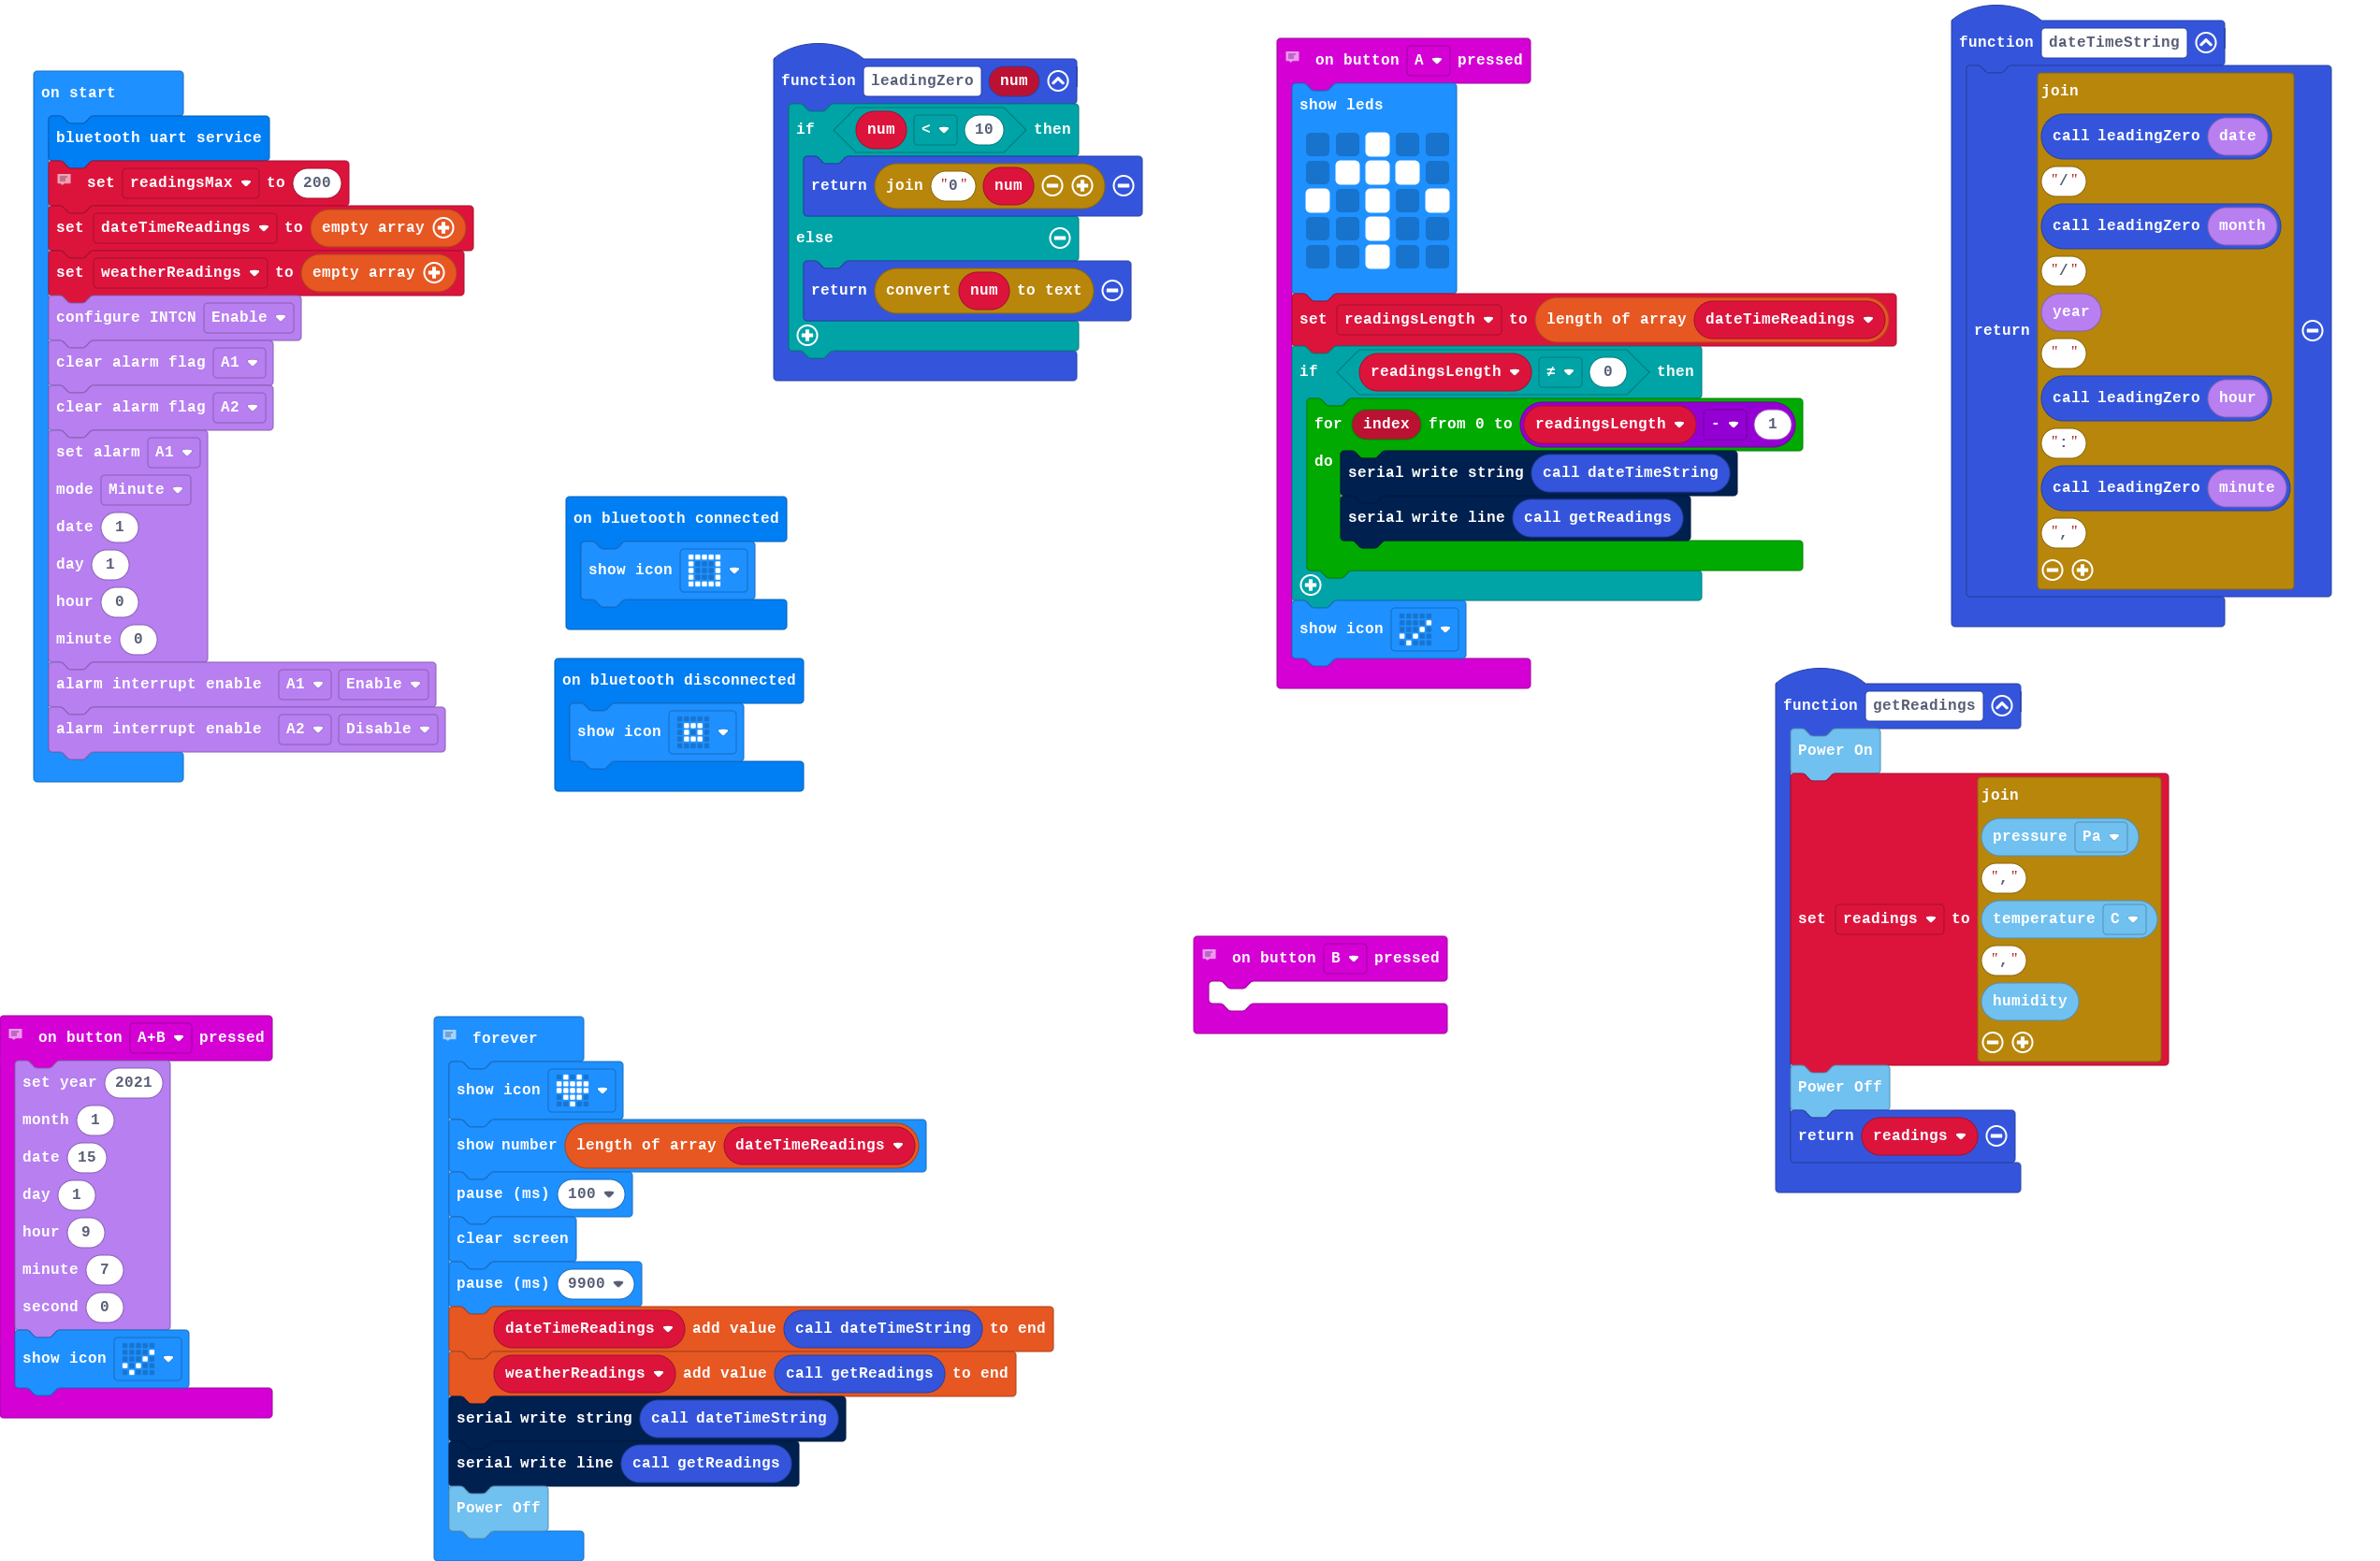 on start
bluetooth uart service
set readingsMax to 200
set dateTimeReadings to empty array
set weatherReadings to empty array
configure INTCN Enable
clear alarm flag A1
clear alarm flag A2
set alarm A1
mode Minute
date 1
day 1
hour 0
minute 0
alarm interrupt enable A1 Enable
alarm interrupt enable A2 Disable
function leadingZero num
if num < 10 then
return join "0" num
else
return convert num to text
on bluetooth connected
show icon
on bluetooth disconnected
show icon
on button A pressed
show leds
set readingsLength to length of array dateTimeReadings
if readingsLength ≠ 0 then
for index from 0 to readingsLength - 1
do serial write string call dateTimeString
serial write line call getReadings
show icon
function dateTimeString
return join
call leadingZero date
"/"
call leadingZero month
"/"
year
" "
call leadingZero hour
":"
call leadingZero minute
","
function getReadings
Power On
set readings to join
pressure Pa
","
temperature C
","
humidity
Power Off
return readings
on button B pressed
on button A+B pressed
set year 2021
month 1
date 15
day 1
hour 9
minute 7
second 0
show icon
forever
show icon
show number length of array dateTimeReadings
pause (ms) 100
clear screen
pause (ms) 9900
dateTimeReadings add value call dateTimeString to end
weatherReadings add value call getReadings to end
serial write string call dateTimeString
serial write line call getReadings
Power Off